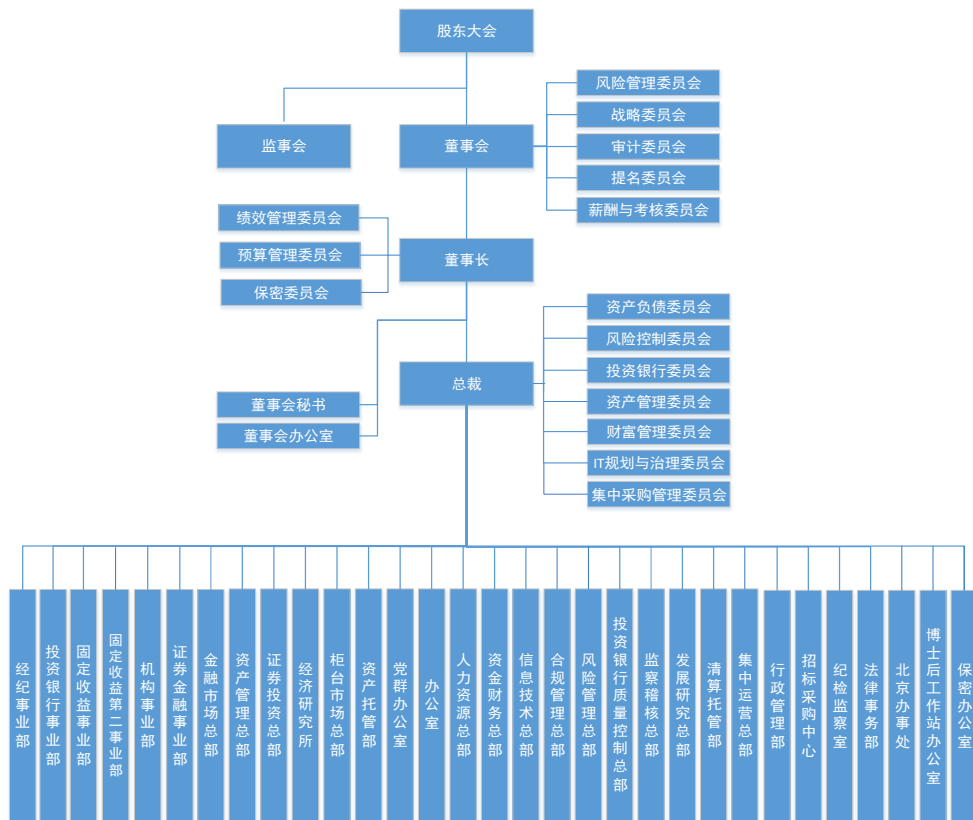 股东大会
监事会
董事会
风险管理委员会
战略委员会
审计委员会
提名委员会
薪酬与考核委员会
绩效管理委员会
预算管理委员会
保密委员会
董事长
资产负债委员会
风险控制委员会
投资银行委员会
资产管理委员会
财富管理委员会
IT规划与治理委员会
集中采购管理委员会
总裁
董事会秘书
董事会办公室
经纪事业部
投资银行事业部
固定收益事业部
固定收益第二事业部
机构事业部
证券金融事业部
金融市场总部
资产管理总部
证券投资总部
经济研究所
柜台市场总部
资产托管部
党群办公室
办公室
人力资源总部
资金财务总部
信息技术总部
合规管理总部
风险管理总部
投资银行质量控制总部
监察稽核总部
发展研究总部
清算托管部
集中运营总部
行政管理部
招标采购中心
纪检监察室
法律事务部
北京办事处
博士后工作站办公室
保密办公室